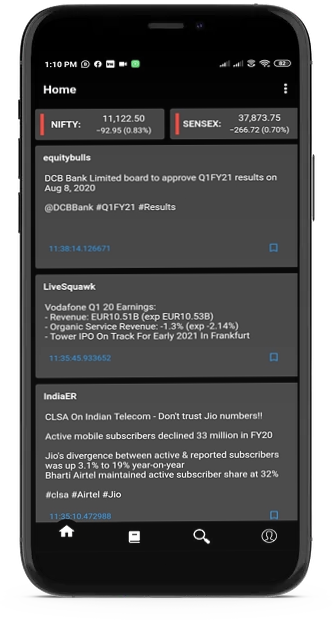 1:10 PM
82
Home
NIFTY: 11,122.50
−92.95 (0.83%)
SENSEX: 37,873.75
−266.72 (0.70%)
equitybulls
DCB Bank Limited board to approve Q1FY21 results on
Aug 8, 2020
@DCBBank #Q1FY21 #Results
11:38:14.126671
LiveSquawk
Vodafone Q1 20 Earnings:
- Revenue: EUR10.51B (exp EUR10.53B)
- Organic Service Revenue: -1.3% (exp -2.14%)
- Tower IPO On Track For Early 2021 In Frankfurt
11:35:45.933652
IndiaER
CLSA On Indian Telecom - Don't trust Jio numbers!!
Active mobile subscribers declined 33 million in FY20
Jio's divergence between active & reported subscribers
was up 3.1% to 19% year-on-year
Bharti Airtel maintained active subscriber share at 32%
#clsa #Airtel #Jio
11:35:10.472988